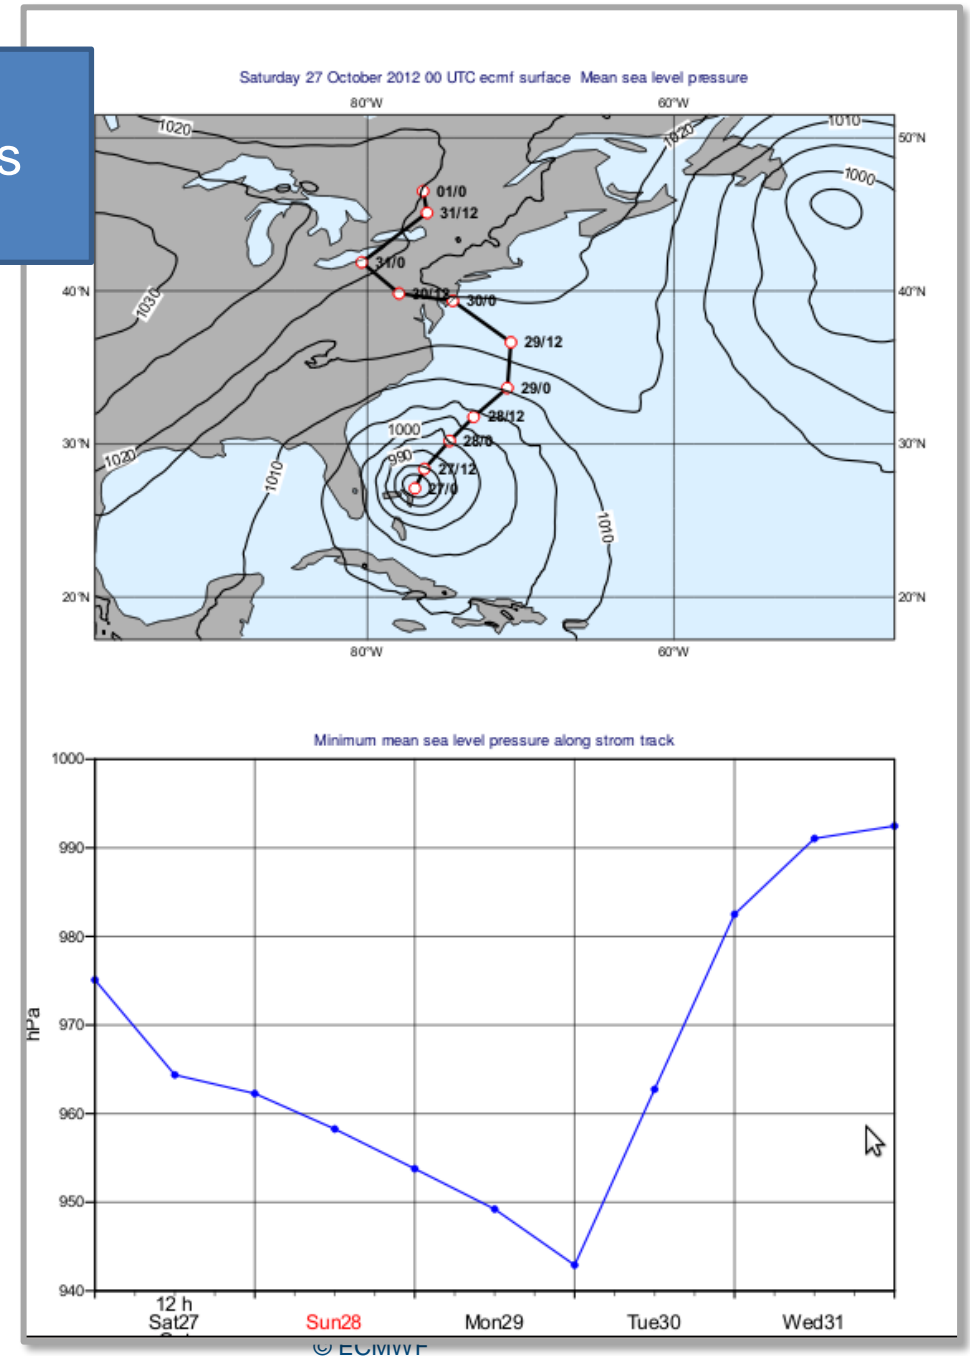 s
Saturday 27 October 2012 00 UTC ecmf surface Mean sea level pressure
80°W 60°W
1020 1020 1010 50°N
1000
01/0
31/12
31/0
40°N 1030 30/12 30/0 40°N
29/12
29/0
28/12
1000
30°N 1020 28/0 30°N
990
1010 27/12
27/0
1010
20°N 20°N
80°W 60°W
Minimum mean sea level pressure along strom track
1000
990
980
970
hPa
960
950
940
12 h
Sat27 Sun28 Mon29 Tue30 Wed31
© ECMWF